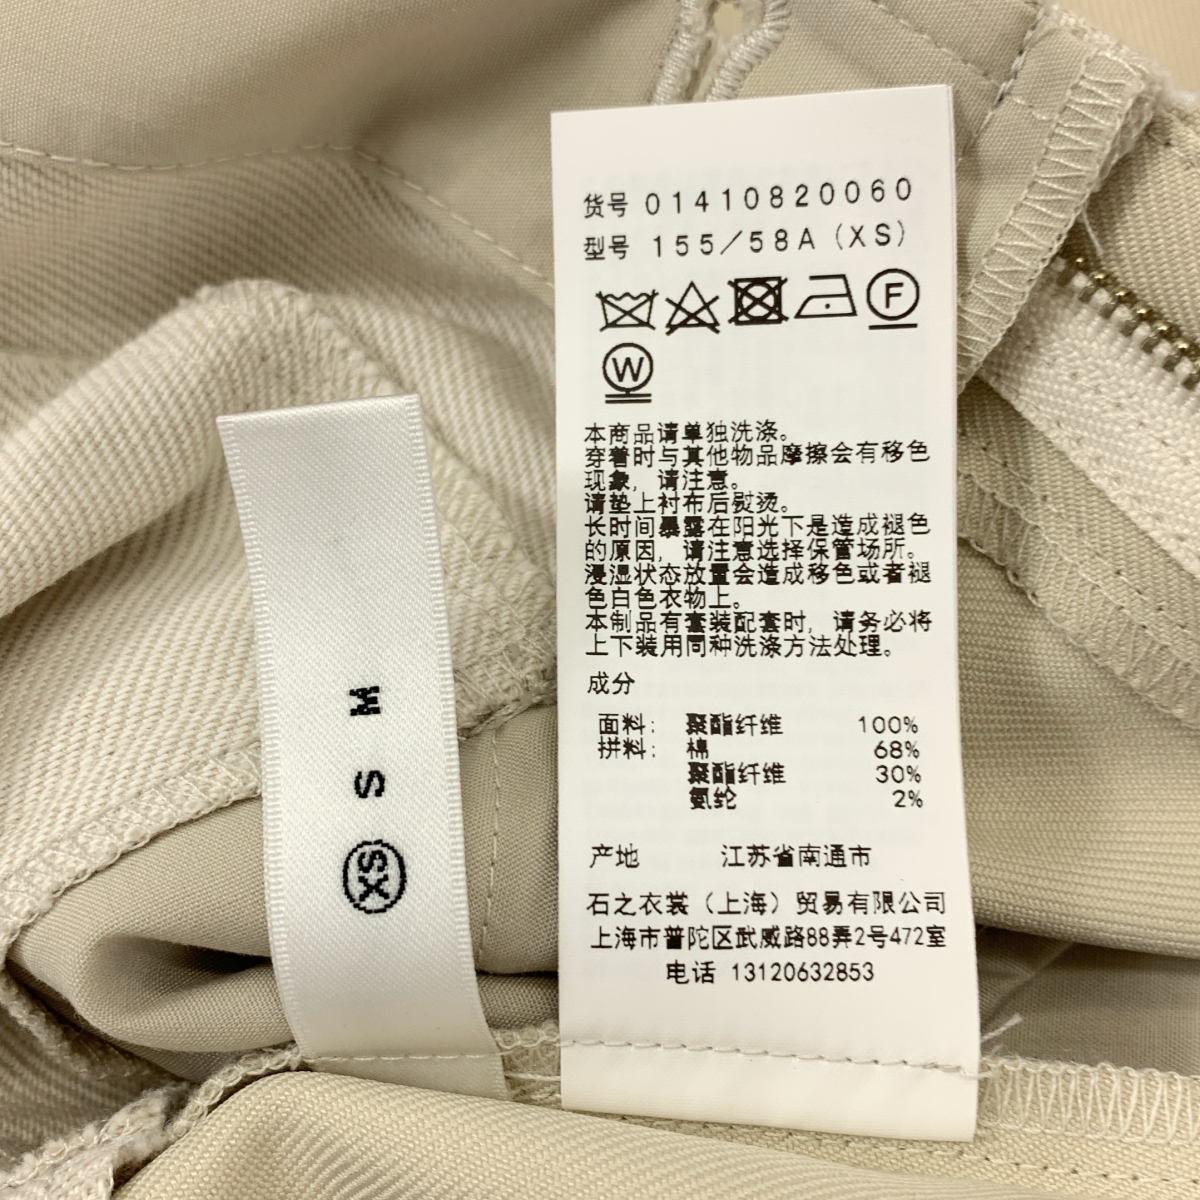 货号 01410820060
型号 155/58A(XS)
F
W
本商品请单独洗涤。
穿着时与其他物品摩擦会有移色
现象,请注意。
请垫上衬布后熨烫。
长时间暴露在阳光下是造成褪色
的原因,请注意选择保管场所。
浸湿状态放置会造成移色或者褪
色白色衣物上。
本制品有套装配套时,请务必将
上下装用同种洗涤方法处理。
成分
面料: 聚酯纤维 100%
拼料: 棉 68%
聚酯纤维 30%
氨纶 2%
产地 江苏省南通市
石之衣裳(上海)贸易有限公司
上海市普陀区武威路88弄2号472室
电话 13120632853
M
S
XS